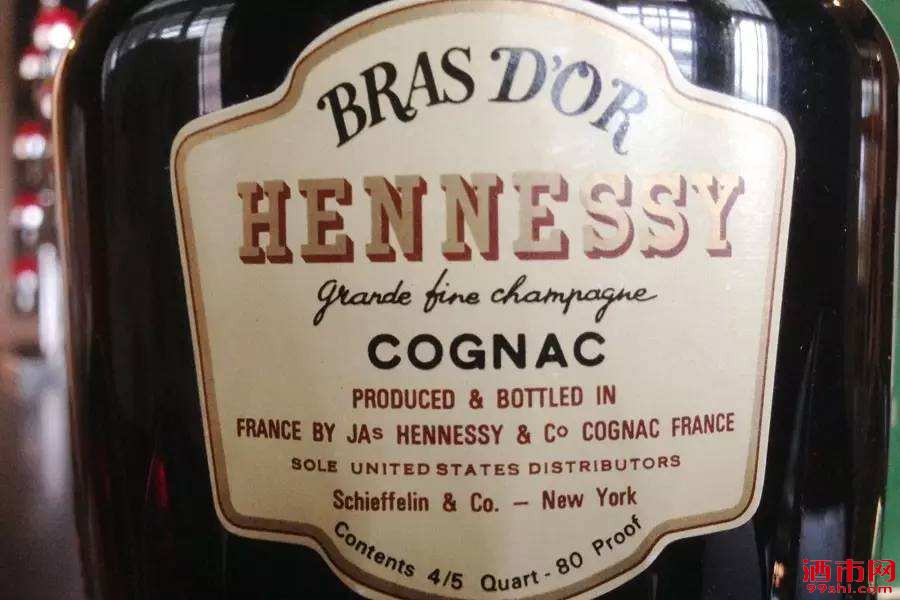 BRAS D'OR
HENNESSY
grande fine champagne
COGNAC
PRODUCED & BOTTLED IN
FRANCE BY JAs HENNESSY & Co COGNAC FRANCE
SOLE UNITED STATES DISTRIBUTORS
Schieffelin & Co. – New York
Contents 4/5 Quart - 80 Proof
酒市网
99shl.com